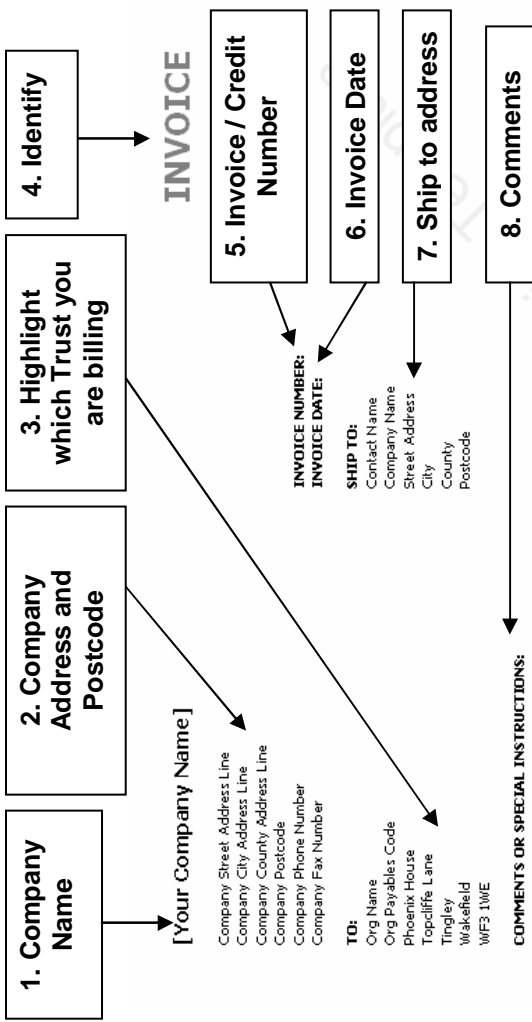 1. Company
Name
2. Company
Address and
Postcode
3. Highlight
which Trust you
are billing
4. Identify
INVOICE
[Your Company Name]
Company Street Address Line
Company City Address Line
Company County Address Line
Company Postcode
Company Phone Number
Company Fax Number
5. Invoice / Credit
Number
INVOICE NUMBER:
INVOICE DATE:
6. Invoice Date
TO:
Org Name
Org Payables Code
Phoenix House
Topcliffe Lane
Tingley
Wakefield
WF3 1WE
SHIP TO:
Contact Name
Company Name
Street Address
City
County
Postcode
7. Ship to address
COMMENTS OR SPECIAL INSTRUCTIONS:
8. Comments